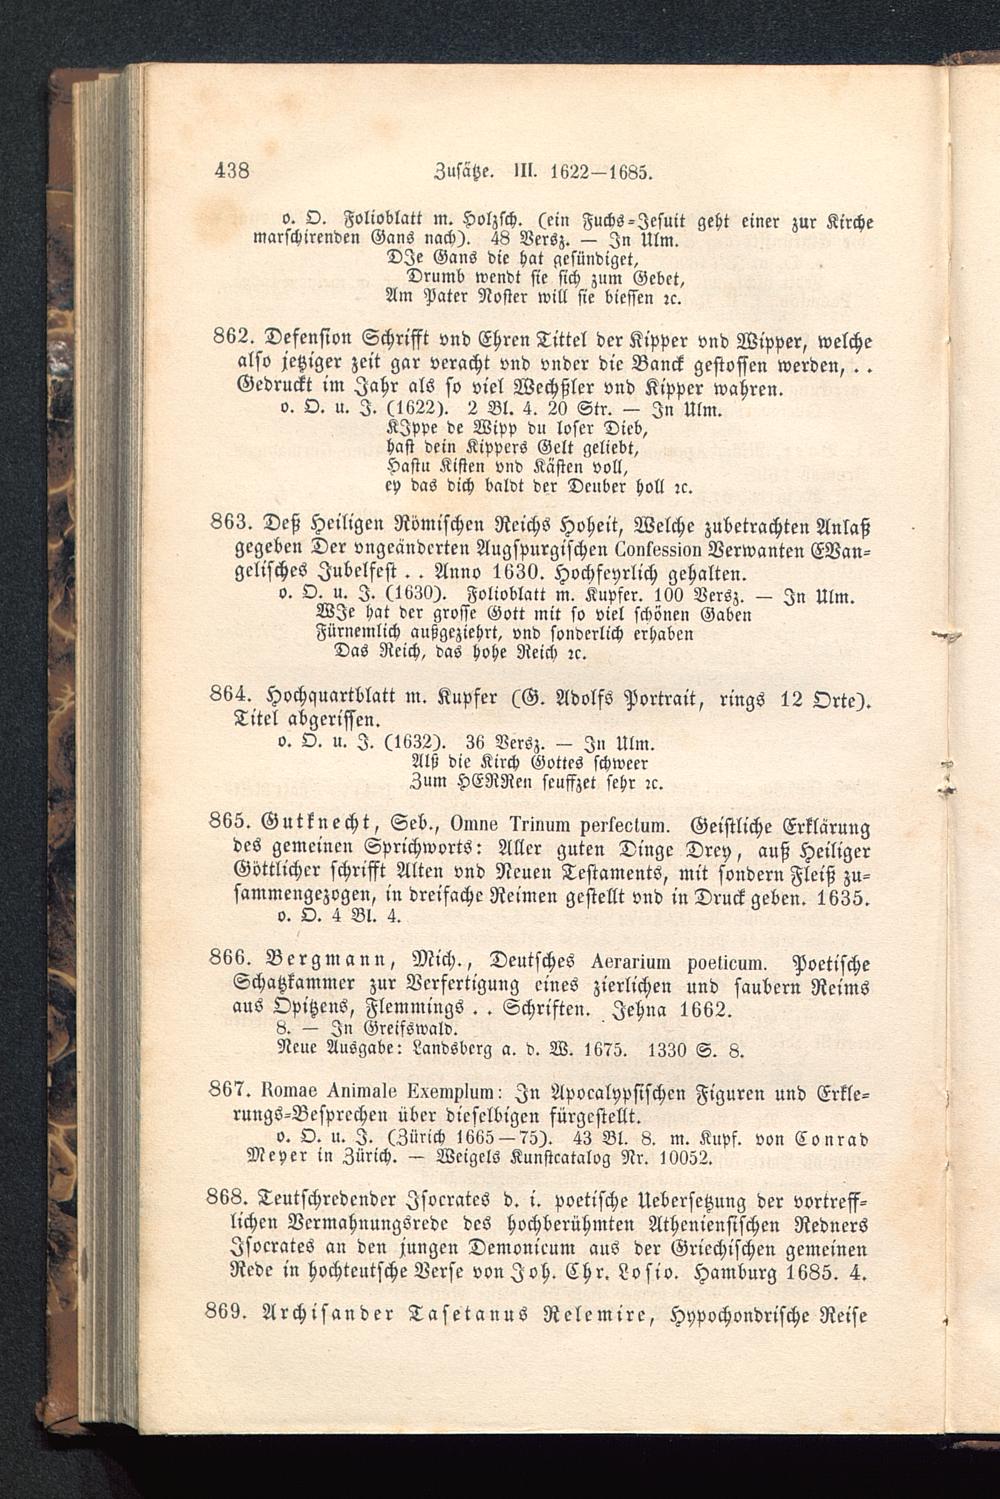 438 Zusätze. III. 1622—1685.
o. O. Folioblatt m. Holzsch. (ein Fuchs-Jesuit geht einer zur Kirche
marschirenden Gans nach). 48 Versz. — In Ulm.
DJe Gans die hat gesündiget,
Drumb wendt sie sich zum Gebet,
Am Pater Noster will sie biessen ꝛc.
862. Defension Schrifft vnd Ehren Tittel der Kipper vnd Wipper, welche
also jetziger zeit gar veracht vnd vnder die Banck gestossen werden, . .
Gedruckt im Jahr als so viel Wechßler vnd Kipper wahren.
o. O. u. J. (1622). 2 Bl. 4. 20 Str. — In Ulm.
KJppe de Wipp du loser Dieb,
hast dein Kippers Gelt geliebt,
Hastu Kisten vnd Kästen voll,
ey das dich baldt der Deuber holl ꝛc.
863. Deß Heiligen Römischen Reichs Hoheit, Welche zubetrachten Anlaß
gegeben Der vngeänderten Augspurgischen Confession Verwanten EVan-
gelisches Jubelfest . . Anno 1630. Hochfeyrlich gehalten.
o. O. u. J. (1630). Folioblatt m. Kupfer. 100 Versz. — In Ulm.
WJe hat der grosse Gott mit so viel schönen Gaben
Fürnemlich außgeziehrt, vnd sonderlich erhaben
Das Reich, das hohe Reich ꝛc.
864. Hochquartblatt m. Kupfer (G. Adolfs Portrait, rings 12 Orte).
Titel abgerissen.
o. O. u. J. (1632). 36 Versz. — In Ulm.
Alß die Kirch Gottes schweer
Zum HERRen seuffzet sehr ꝛc.
865. Gutknecht, Seb., Omne Trinum perfectum. Geistliche Erklärung
des gemeinen Sprichworts: Aller guten Dinge Drey, auß Heiliger
Göttlicher schrifft Alten vnd Neuen Testaments, mit sondern Fleiß zu-
sammengezogen, in dreifache Reimen gestellt vnd in Druck geben. 1635.
o. O. 4 Bl. 4.
866. Bergmann, Mich., Deutsches Aerarium poeticum. Poetische
Schatzkammer zur Verfertigung eines zierlichen und saubern Reims
aus Opitzens, Flemmings . . Schriften. Jehna 1662.
8. — In Greifswald.
Neue Ausgabe: Landsberg a. d. W. 1675. 1330 S. 8.
867. Romae Animale Exemplum: In Apocalypsischen Figuren und Erkle-
rungs-Besprechen über dieselbigen fürgestellt.
o. O. u. J. (Zürich 1665—75). 43 Bl. 8. m. Kupf. von Conrad
Meyer in Zürich. — Weigels Kunstcatalog Nr. 10052.
868. Teutschredender Isocrates d. i. poetische Uebersetzung der vortreff-
lichen Vermahnungsrede des hochberühmten Atheniensischen Redners
Isocrates an den jungen Demonicum aus der Griechischen gemeinen
Rede in hochteutsche Verse von Joh. Chr. Losio. Hamburg 1685. 4.
869. Archisander Tasetanus Relemire, Hypochondrische Reise